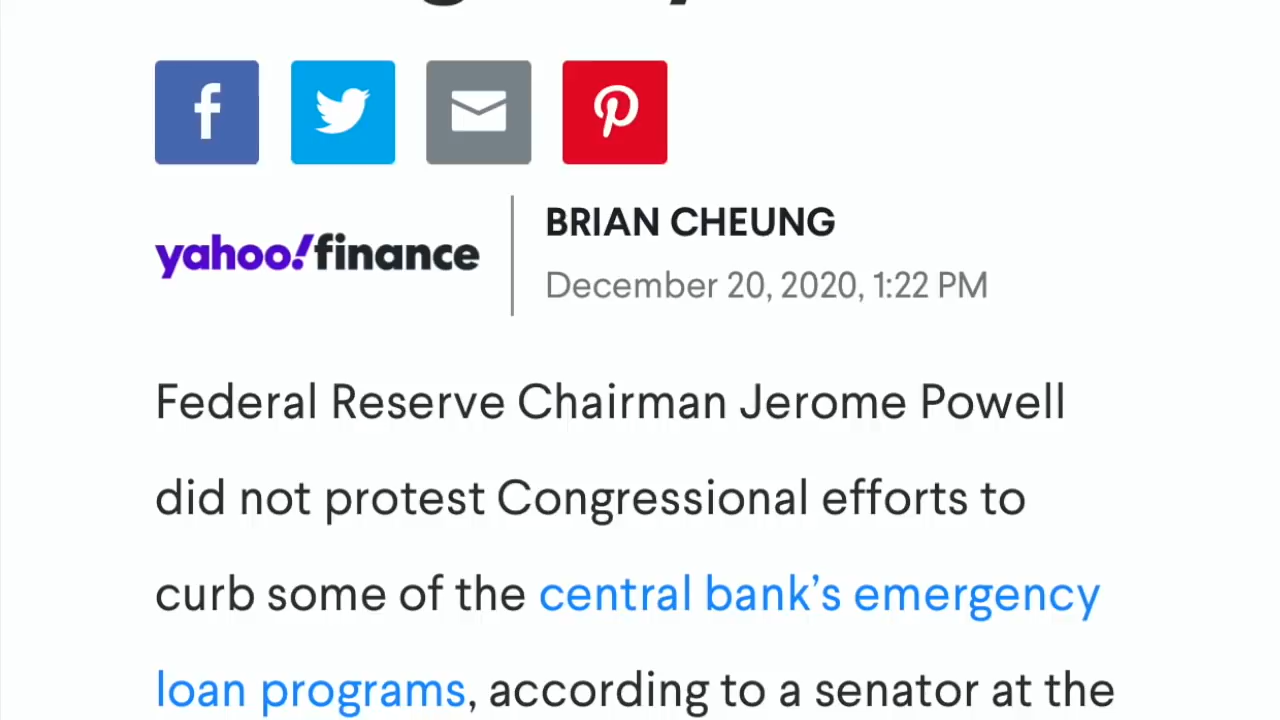 yahoo!finance
BRIAN CHEUNG
December 20, 2020, 1:22 PM
Federal Reserve Chairman Jerome Powell
did not protest Congressional efforts to
curb some of the central bank’s emergency
loan programs, according to a senator at the